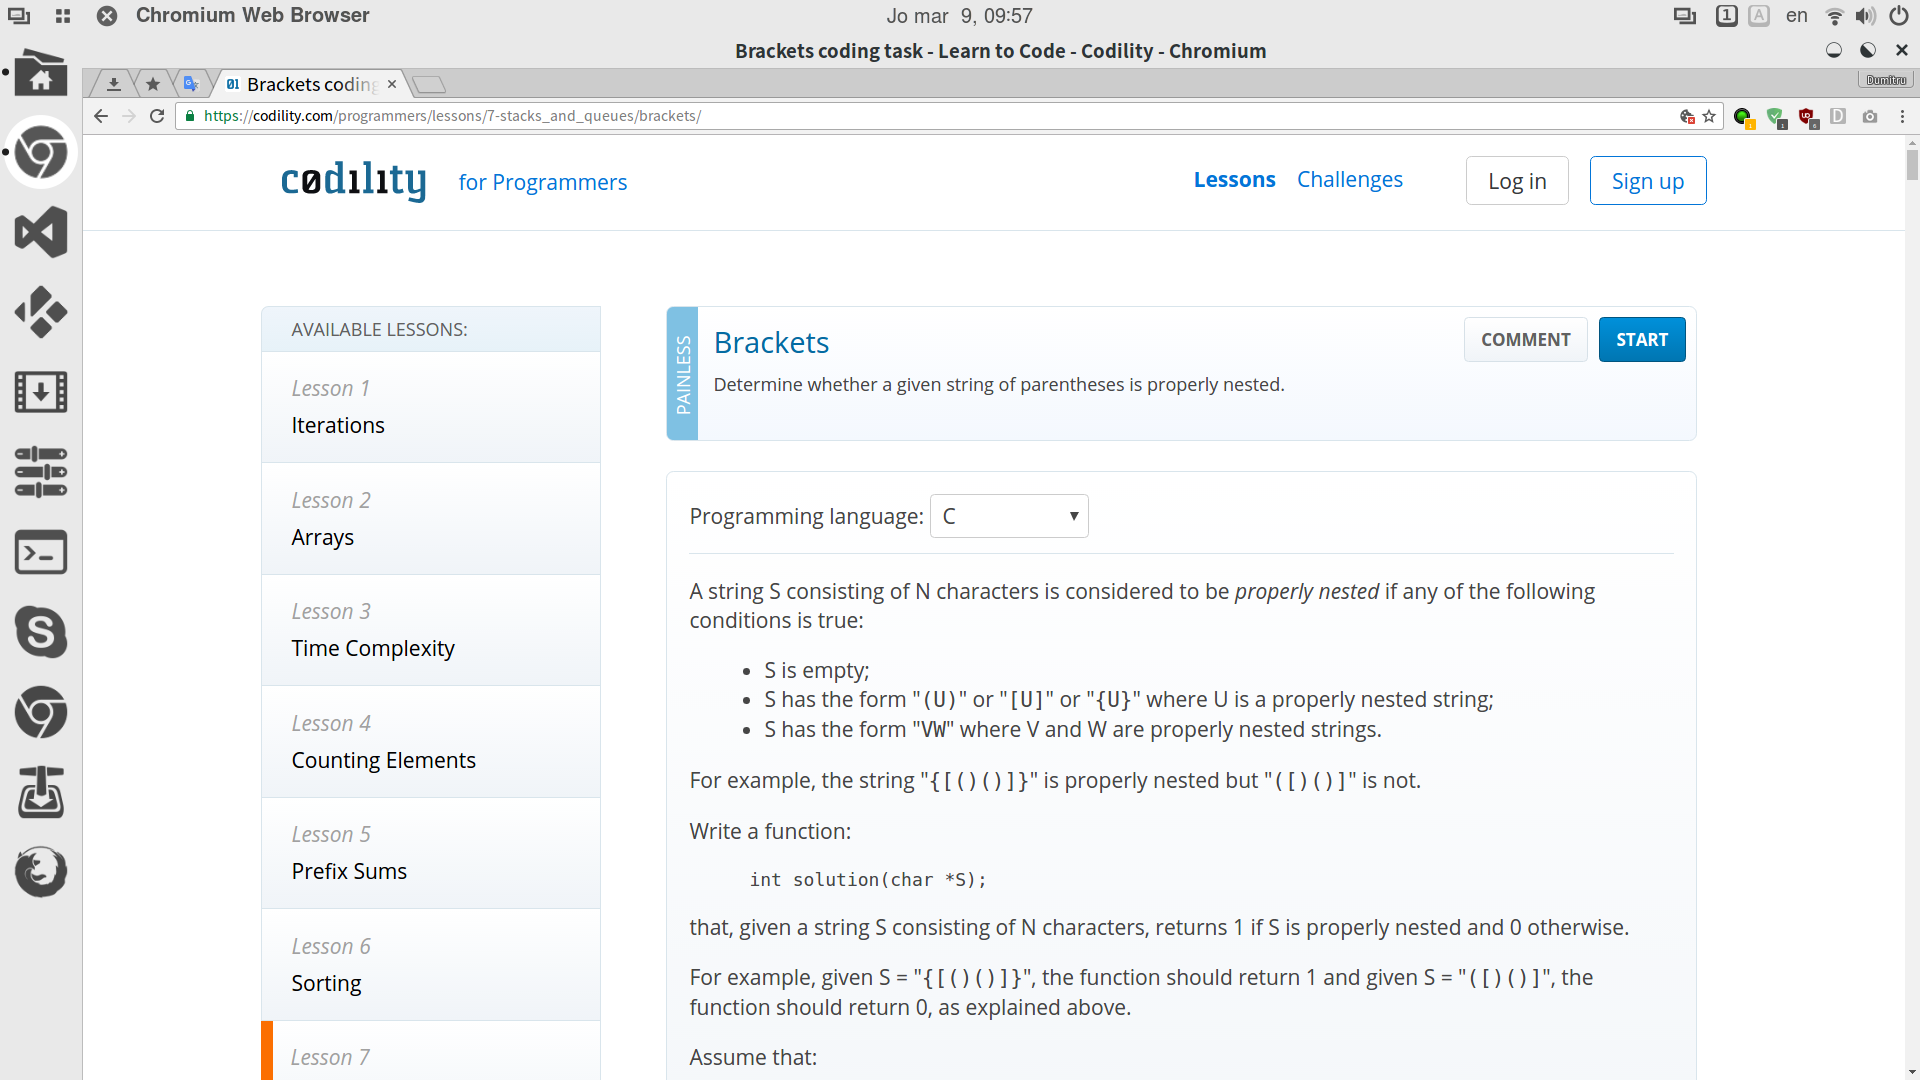 Chromium Web Browser
Jo mar 9, 09:57
1
A
en
Brackets coding task - Learn to Code - Codility - Chromium
Brackets coding
Dumitru
https://codility.com/programmers/lessons/7-stacks_and_queues/brackets/
codility
for Programmers
Lessons
Challenges
Log in
Sign up
AVAILABLE LESSONS:
Lesson 1
Iterations
Lesson 2
Arrays
Lesson 3
Time Complexity
Lesson 4
Counting Elements
Lesson 5
Prefix Sums
Lesson 6
Sorting
Lesson 7
PAINLESS
Brackets
COMMENT
START
Determine whether a given string of parentheses is properly nested.
Programming language: C
A string S consisting of N characters is considered to be properly nested if any of the following
conditions is true:
• S is empty;
• S has the form "(U)" or "[U]" or "{U}" where U is a properly nested string;
• S has the form "VW" where V and W are properly nested strings.
For example, the string "{[()()]}" is properly nested but "([)()]" is not.
Write a function:
int solution(char *S);
that, given a string S consisting of N characters, returns 1 if S is properly nested and 0 otherwise.
For example, given S = "{[()()]}", the function should return 1 and given S = "([)()]", the
function should return 0, as explained above.
Assume that: